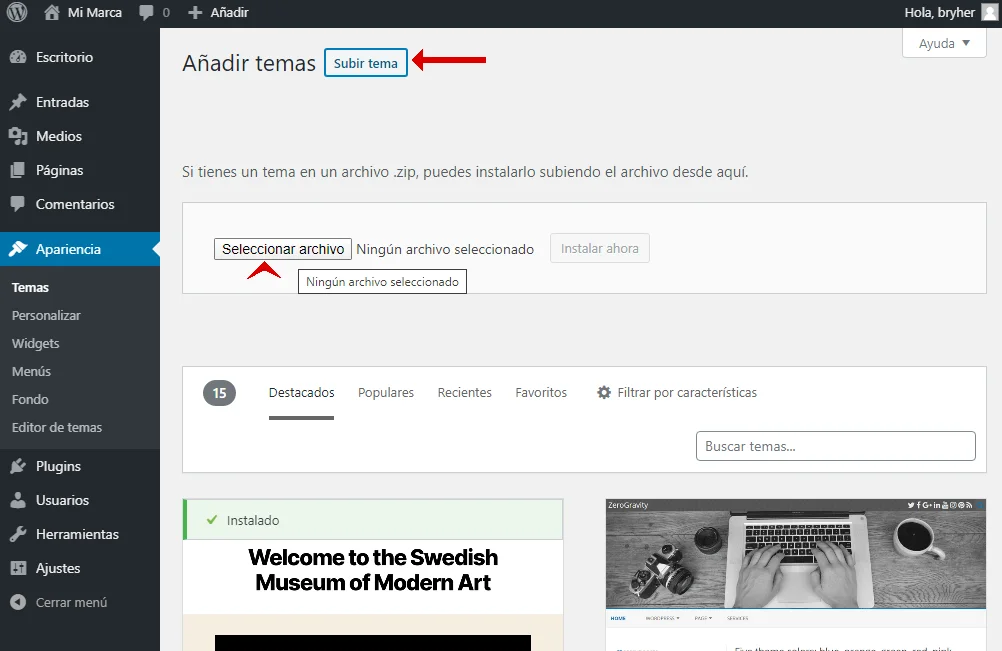 Mi Marca 0 Añadir Hola, bryher
Ayuda
Escritorio
Entradas
Medios
Páginas
Comentarios
Apariencia
Temas
Personalizar
Widgets
Menús
Fondo
Editor de temas
Plugins
Usuarios
Herramientas
Ajustes
Cerrar menú
Añadir temas Subir tema
Si tienes un tema en un archivo .zip, puedes instalarlo subiendo el archivo desde aquí.
Seleccionar archivo Ningún archivo seleccionado Instalar ahora
Ningún archivo seleccionado
15 Destacados Populares Recientes Favoritos Filtrar por características
Buscar temas...
Instalado
Welcome to the Swedish
Museum of Modern Art
ZeroGravity
HOME WORDPRESS PAGE SERVICES